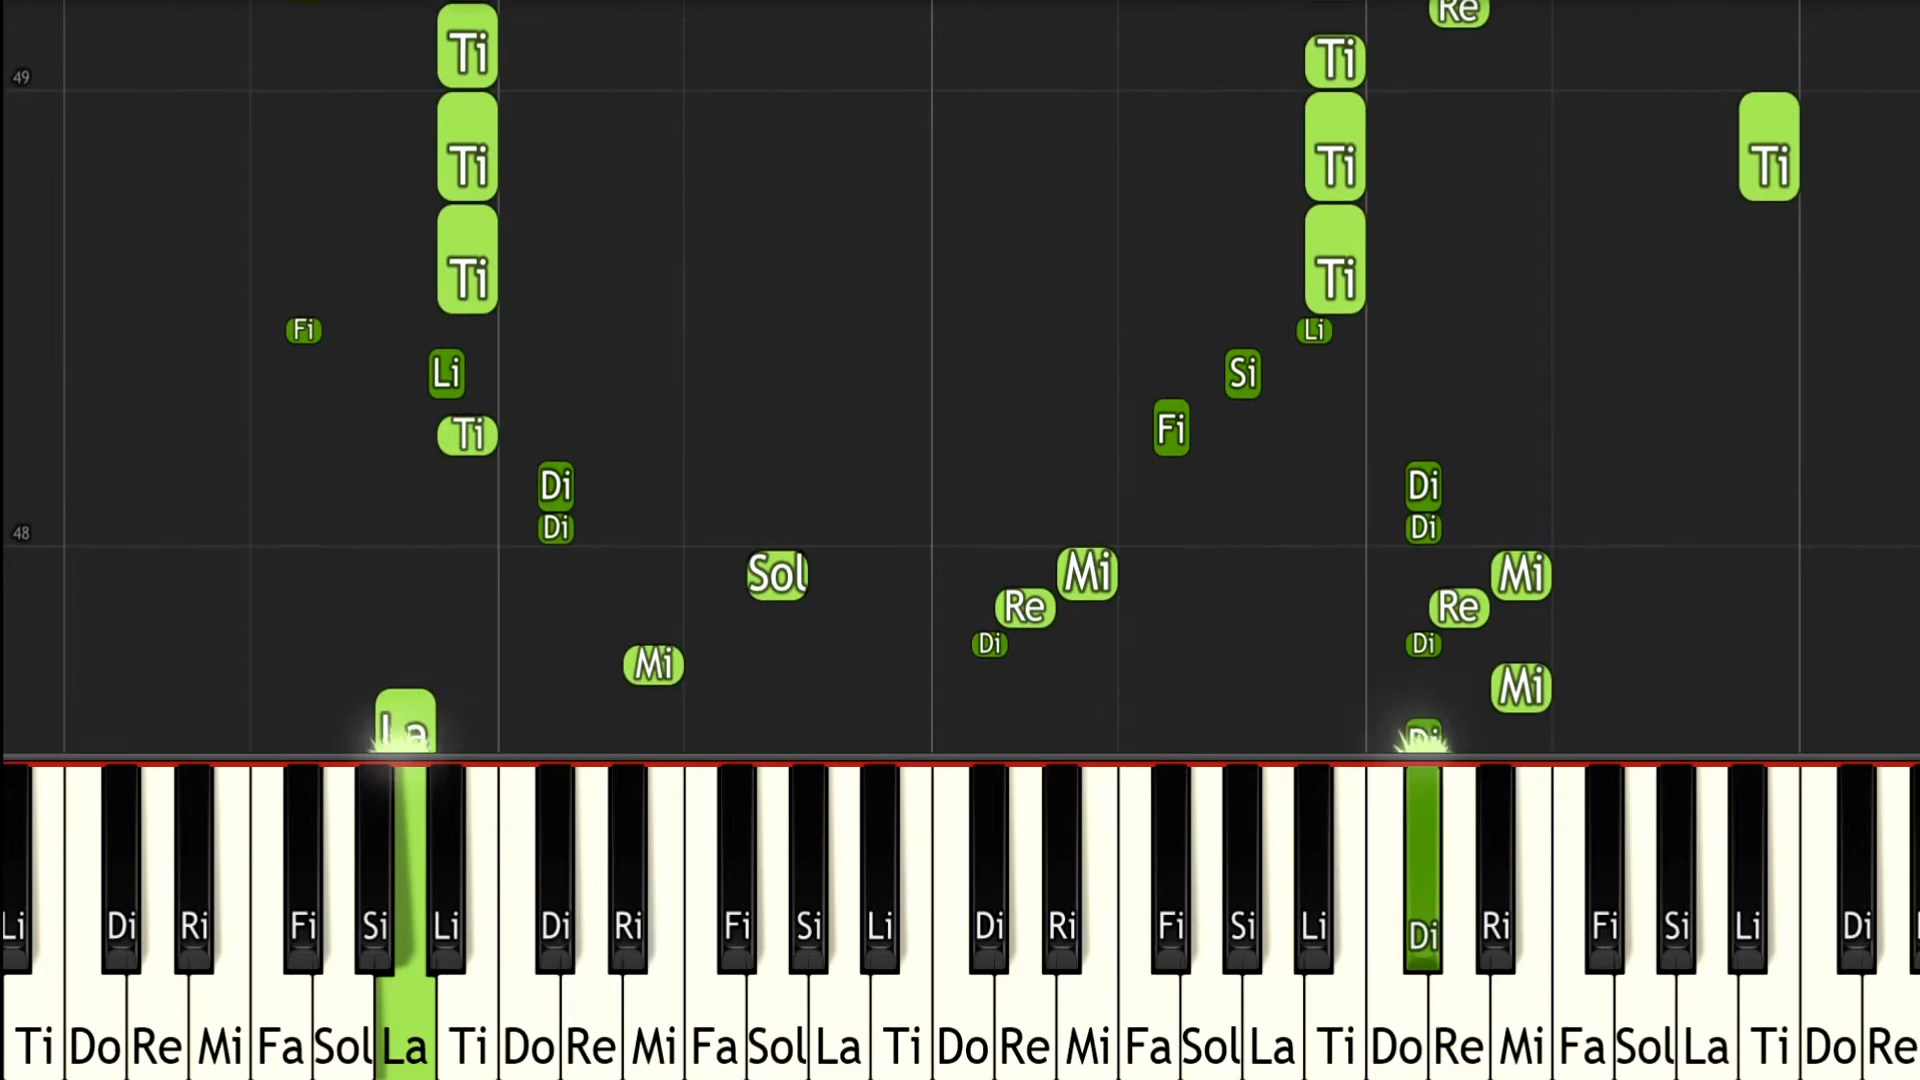 Re
Ti Ti
49
Ti Ti Ti
Ti Ti
Fi Li
Li Si
Ti Fi
Di Di
Di Di
48
Sol Mi Mi
Re Re
Di Di
Mi Mi
La Di
Li Di Ri Fi Si Li Di Ri Fi Si Li Di Ri Fi Si Li Di Ri Fi Si Li Di
Ti Do Re Mi Fa Sol La Ti Do Re Mi Fa Sol La Ti Do Re Mi Fa Sol La Ti Do Re Mi Fa Sol La Ti Do Re